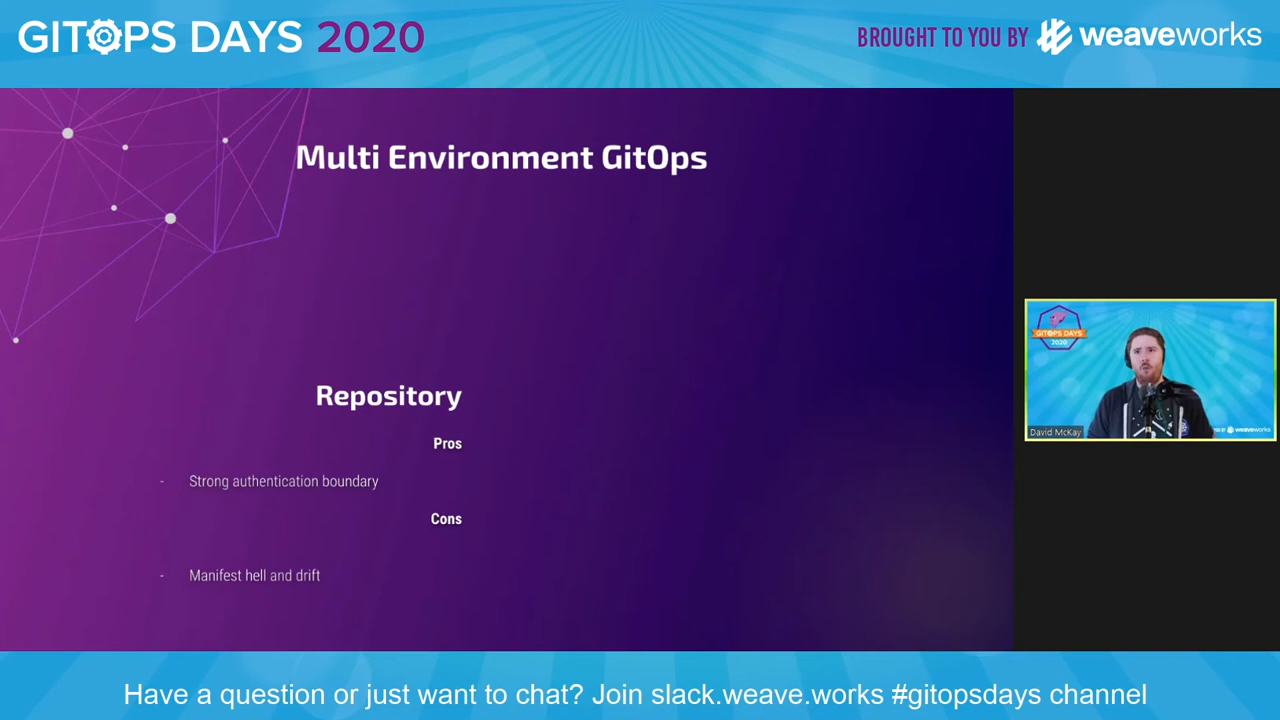 GITOPS DAYS 2020
BROUGHT TO YOU BY weaveworks
Multi Environment GitOps
Repository
Pros
- Strong authentication boundary
Cons
- Manifest hell and drift
GITOPS DAYS
2020
David McKay
weaveworks
Have a question or just want to chat? Join slack.weave.works #gitopsdays channel